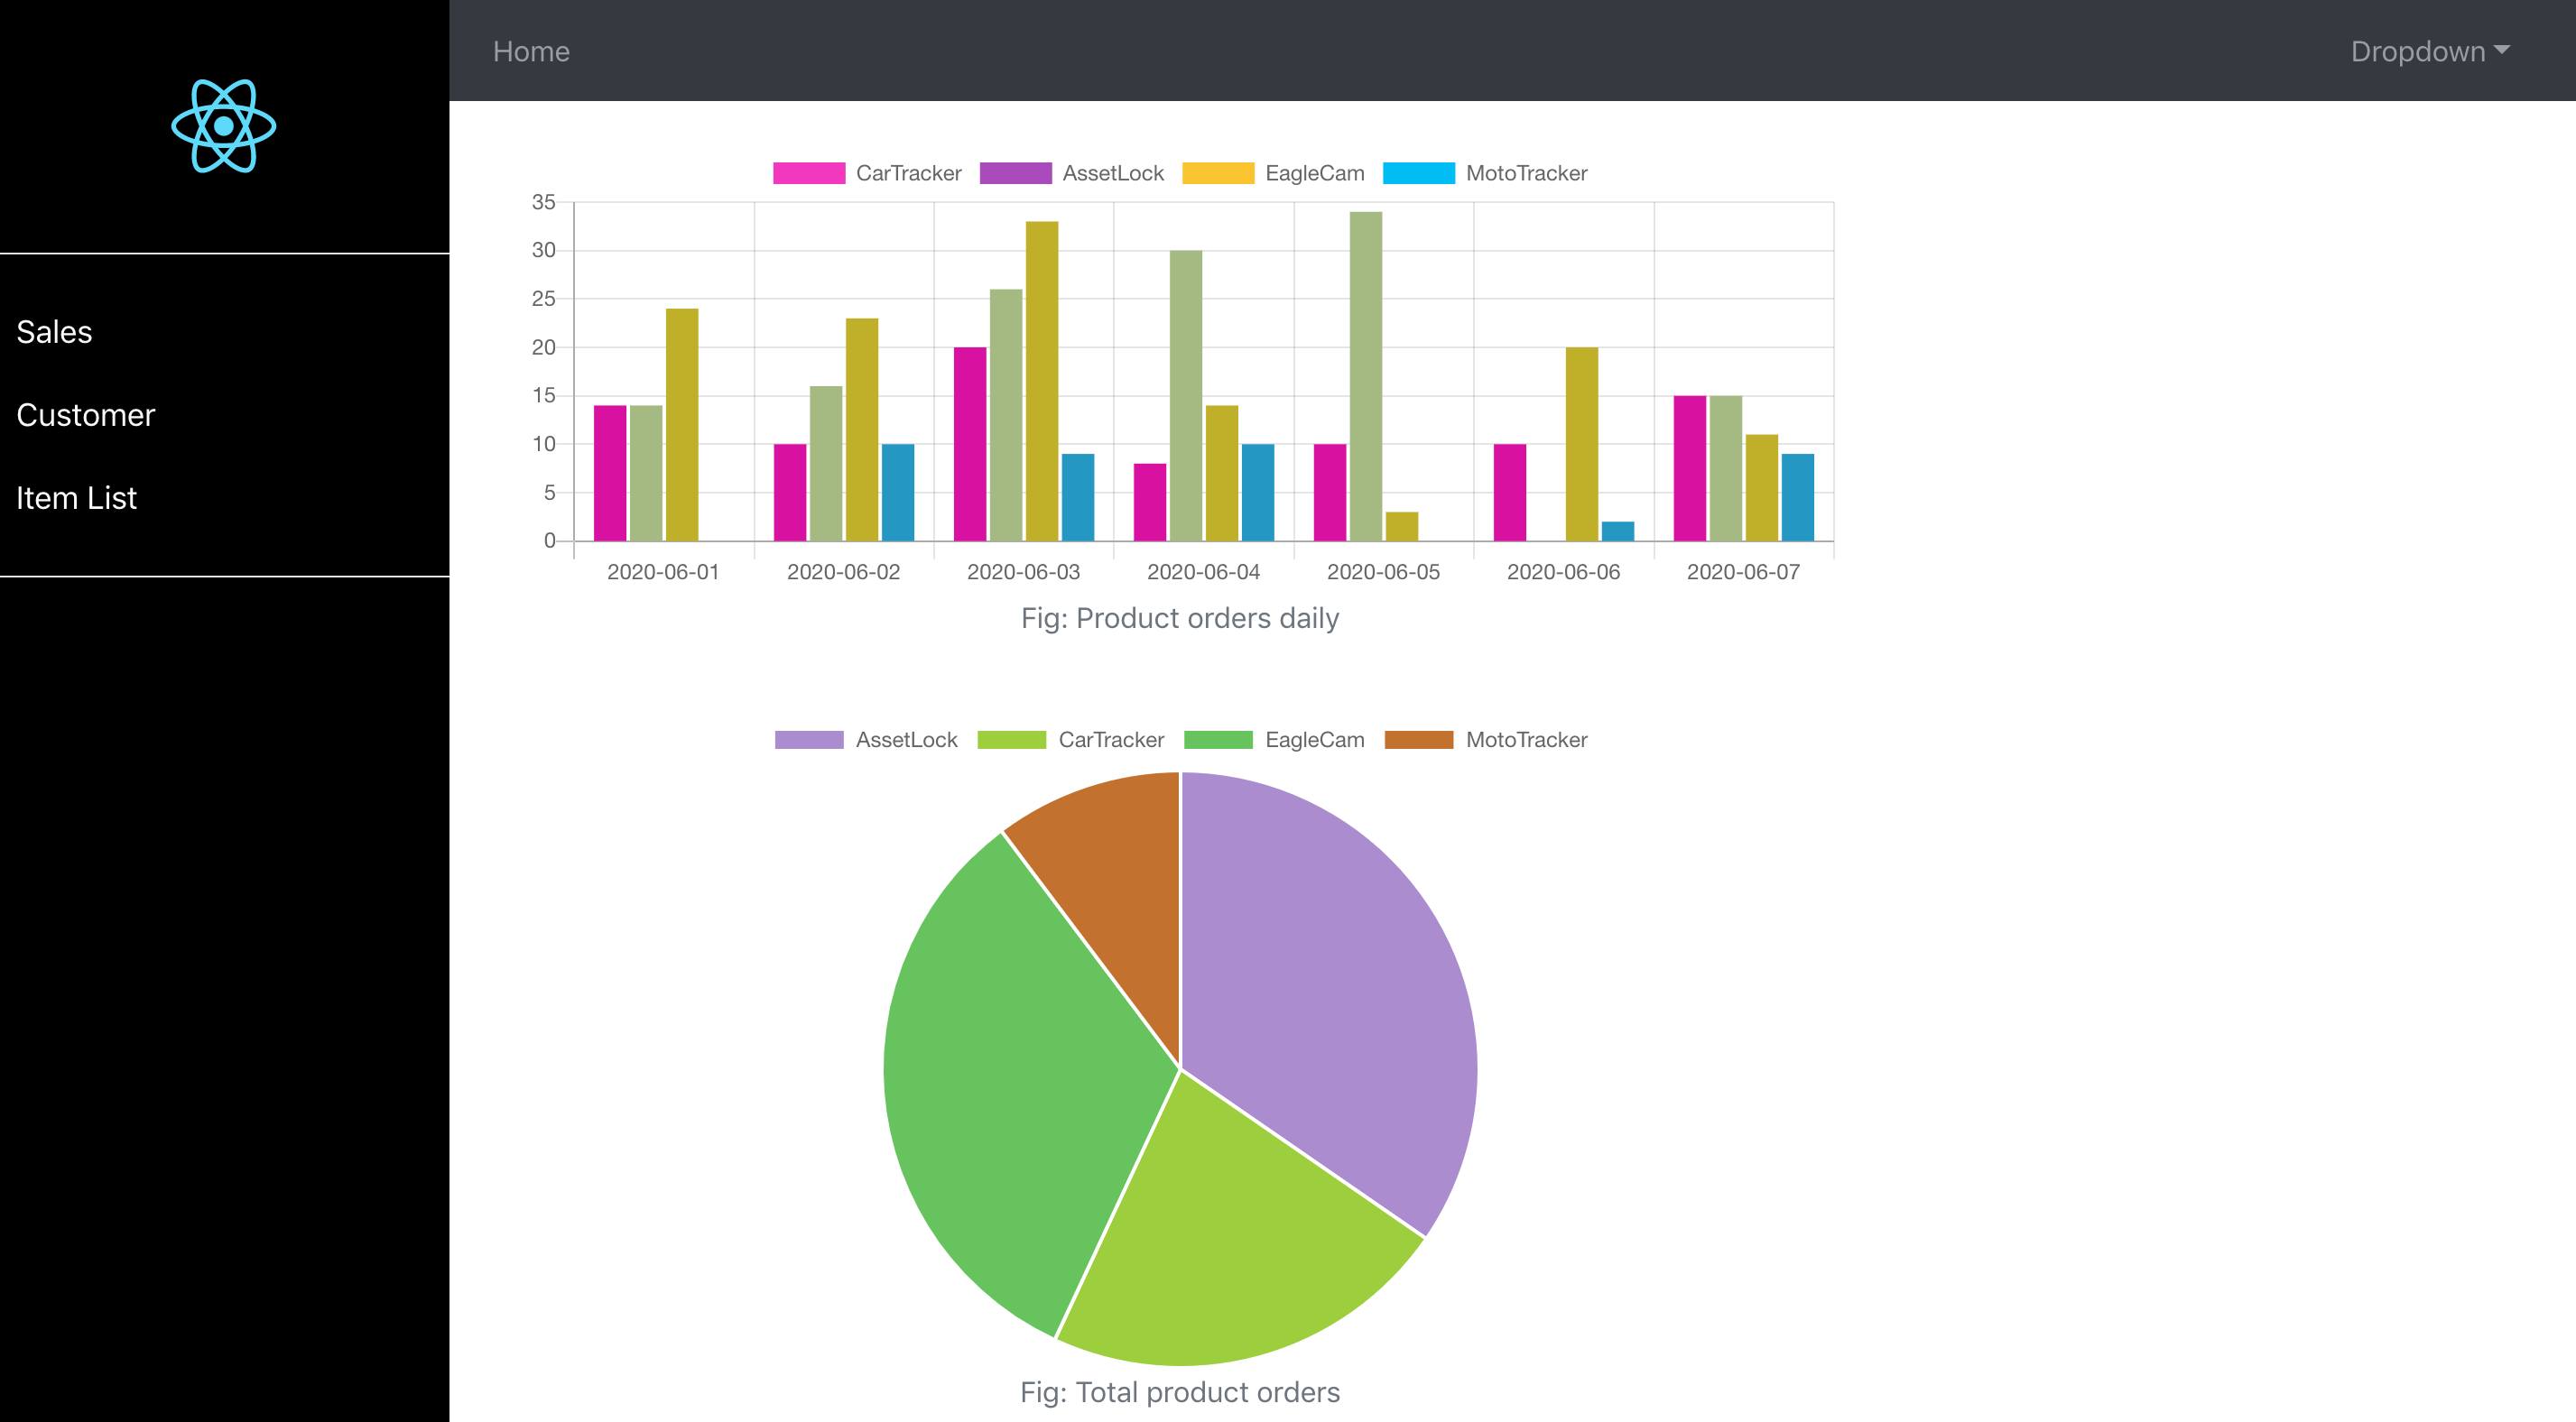 Home Dropdown
Sales
Customer
Item List
CarTracker AssetLock EagleCam MotoTracker
35
30
25
20
15
10
5
0
2020-06-01 2020-06-02 2020-06-03 2020-06-04 2020-06-05 2020-06-06 2020-06-07
Fig: Product orders daily
AssetLock CarTracker EagleCam MotoTracker
Fig: Total product orders